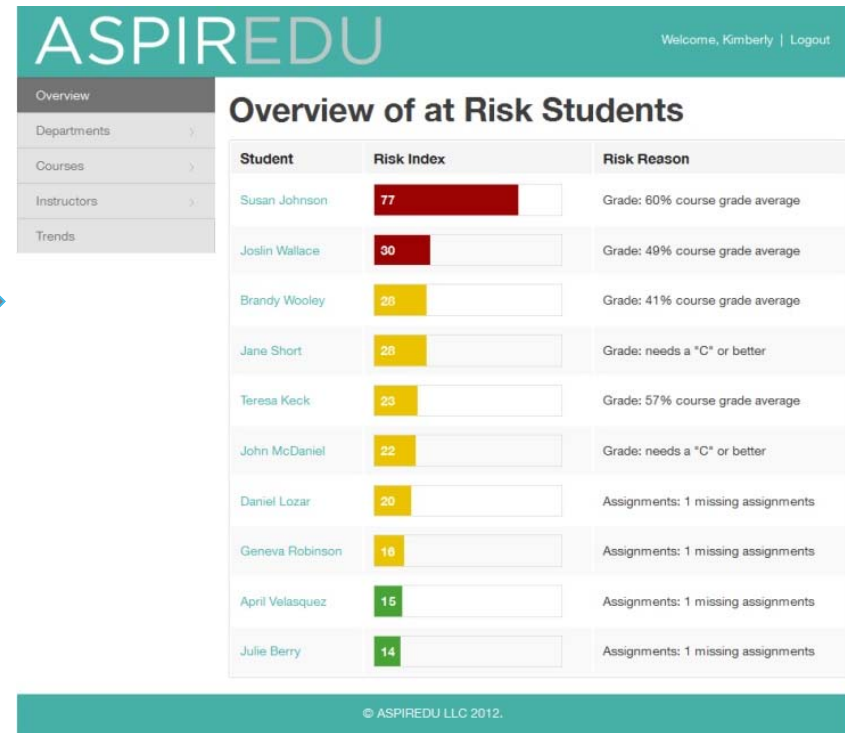 ASPIREDU
Welcome, Kimberly | Logout
Overview
Departments
Courses
Instructors
Trends
Overview of at Risk Students
Student Risk Index Risk Reason
Susan Johnson 77 Grade: 60% course grade average
Joslin Wallace 30 Grade: 49% course grade average
Brandy Wooley 28 Grade: 41% course grade average
Jane Short 28 Grade: needs a "C" or better
Teresa Keck 23 Grade: 57% course grade average
John McDaniel 22 Grade: needs a "C" or better
Daniel Lozar 20 Assignments: 1 missing assignments
Geneva Robinson 16 Assignments: 1 missing assignments
April Velasquez 15 Assignments: 1 missing assignments
Julie Berry 14 Assignments: 1 missing assignments
© ASPIREDU LLC 2012.